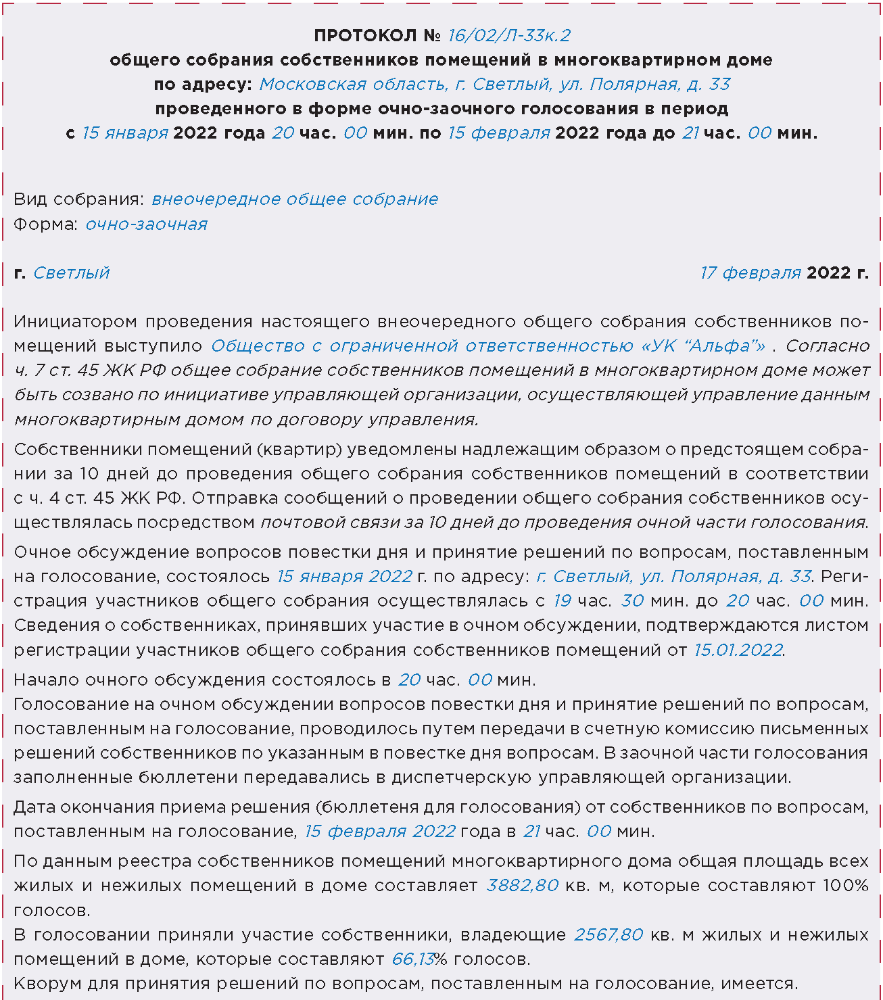 ПРОТОКОЛ № 16/02/Л-33к.2
общего собрания собственников помещений в многоквартирном доме
по адресу: Московская область, г. Светлый, ул. Полярная, д. 33
проведенного в форме очно-заочного голосования в период
с 15 января 2022 года 20 час. 00 мин. по 15 февраля 2022 года до 21 час. 00 мин.
Вид собрания: внеочередное общее собрание
Форма: очно-заочная
г. Светлый 17 февраля 2022 г.
Инициатором проведения настоящего внеочередного общего собрания собственников по-
мещений выступило Общество с ограниченной ответственностью «УК “Альфа”» . Согласно
ч. 7 ст. 45 ЖК РФ общее собрание собственников помещений в многоквартирном доме может
быть созвано по инициативе управляющей организации, осуществляющей управление данным
многоквартирным домом по договору управления.
Собственники помещений (квартир) уведомлены надлежащим образом о предстоящем собра-
нии за 10 дней до проведения общего собрания собственников помещений в соответствии
с ч. 4 ст. 45 ЖК РФ. Отправка сообщений о проведении общего собрания собственников осу-
ществлялась посредством почтовой связи за 10 дней до проведения очной части голосования.
Очное обсуждение вопросов повестки дня и принятие решений по вопросам, поставленным
на голосование, состоялось 15 января 2022 г. по адресу: г. Светлый, ул. Полярная, д. 33. Реги-
страция участников общего собрания осуществлялась с 19 час. 30 мин. до 20 час. 00 мин.
Сведения о собственниках, принявших участие в очном обсуждении, подтверждаются листом
регистрации участников общего собрания собственников помещений от 15.01.2022.
Начало очного обсуждения состоялось в 20 час. 00 мин.
Голосование на очном обсуждении вопросов повестки дня и принятие решений по вопросам,
поставленным на голосование, проводилось путем передачи в счетную комиссию письменных
решений собственников по указанным в повестке дня вопросам. В заочной части голосования
заполненные бюллетени передавались в диспетчерскую управляющей организации.
Дата окончания приема решения (бюллетеня для голосования) от собственников по вопросам,
поставленным на голосование, 15 февраля 2022 года в 21 час. 00 мин.
По данным реестра собственников помещений многоквартирного дома общая площадь всех
жилых и нежилых помещений в доме составляет 3882,80 кв. м, которые составляют 100%
голосов.
В голосовании приняли участие собственники, владеющие 2567,80 кв. м жилых и нежилых
помещений в доме, которые составляют 66,13% голосов.
Кворум для принятия решений по вопросам, поставленным на голосование, имеется.